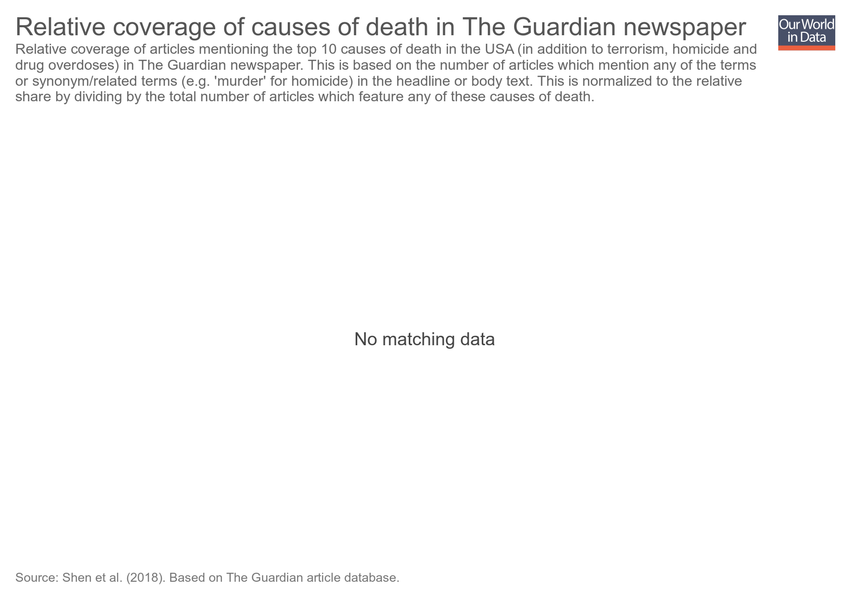 Relative coverage of causes of death in The Guardian newspaper
Our World
in Data
Relative coverage of articles mentioning the top 10 causes of death in the USA (in addition to terrorism, homicide and
drug overdoses) in The Guardian newspaper. This is based on the number of articles which mention any of the terms
or synonym/related terms (e.g. 'murder' for homicide) in the headline or body text. This is normalized to the relative
share by dividing by the total number of articles which feature any of these causes of death.
No matching data
Source: Shen et al. (2018). Based on The Guardian article database.